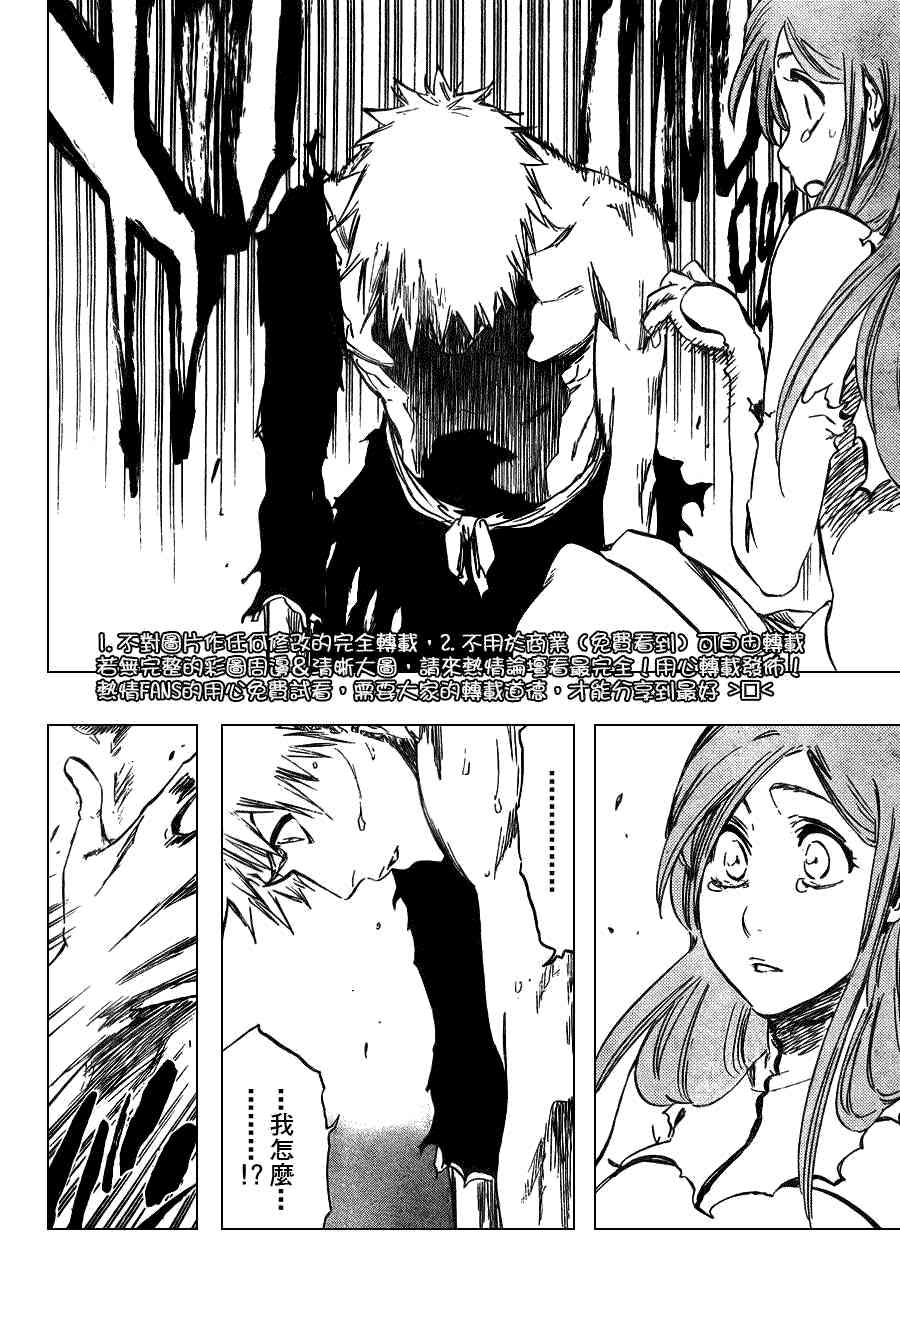 1. 不對圖片作任何修改的完全轉載，2. 不用於商業（免費看到）可自由轉載
若無完整的彩圖周漫&清晰大圖，請來熱情論壇看最完全！用心轉載發佈！
熱情FANS的用心免費試看，需要大家的轉載道德，才能分享到最好 >□<
………
…我怎麼…
………!?